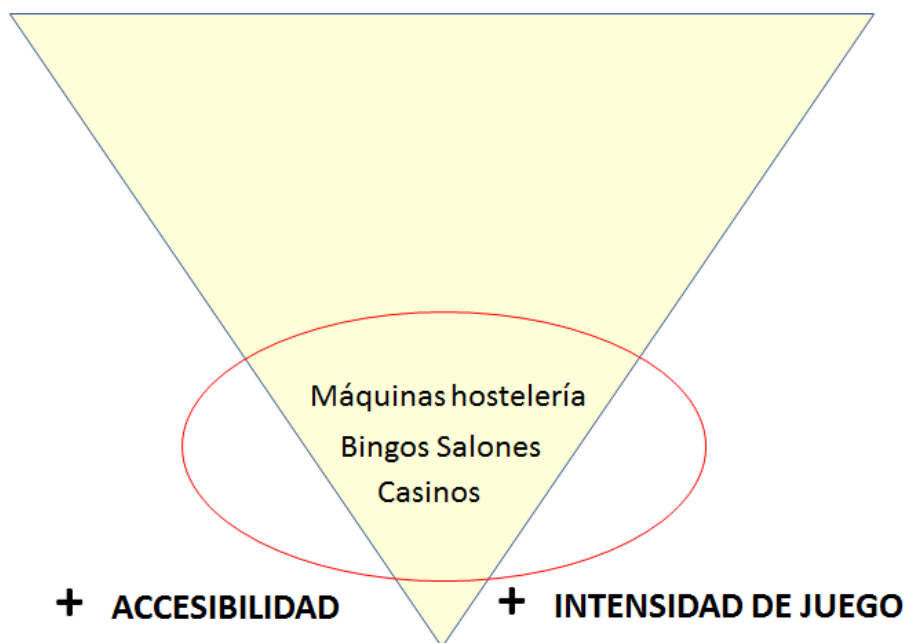 Máquinas hostelería
Bingos Salones
Casinos
+ ACCESIBILIDAD + INTENSIDAD DE JUEGO